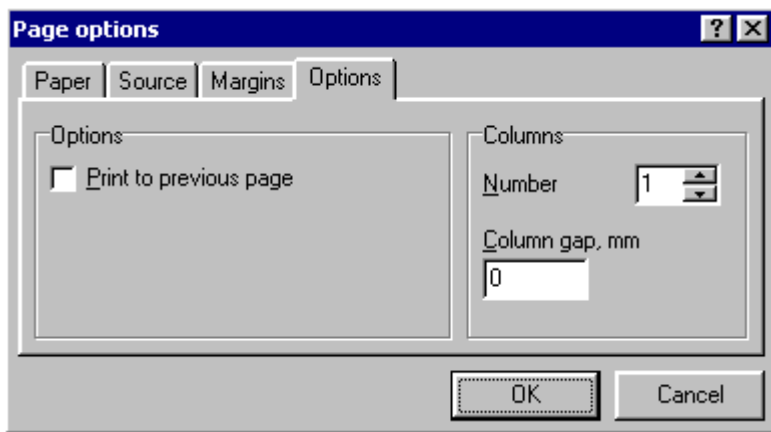 Page options
Paper Source Margins Options
Options
Print to previous page
Columns
Number 1
Column gap, mm
0
OK Cancel